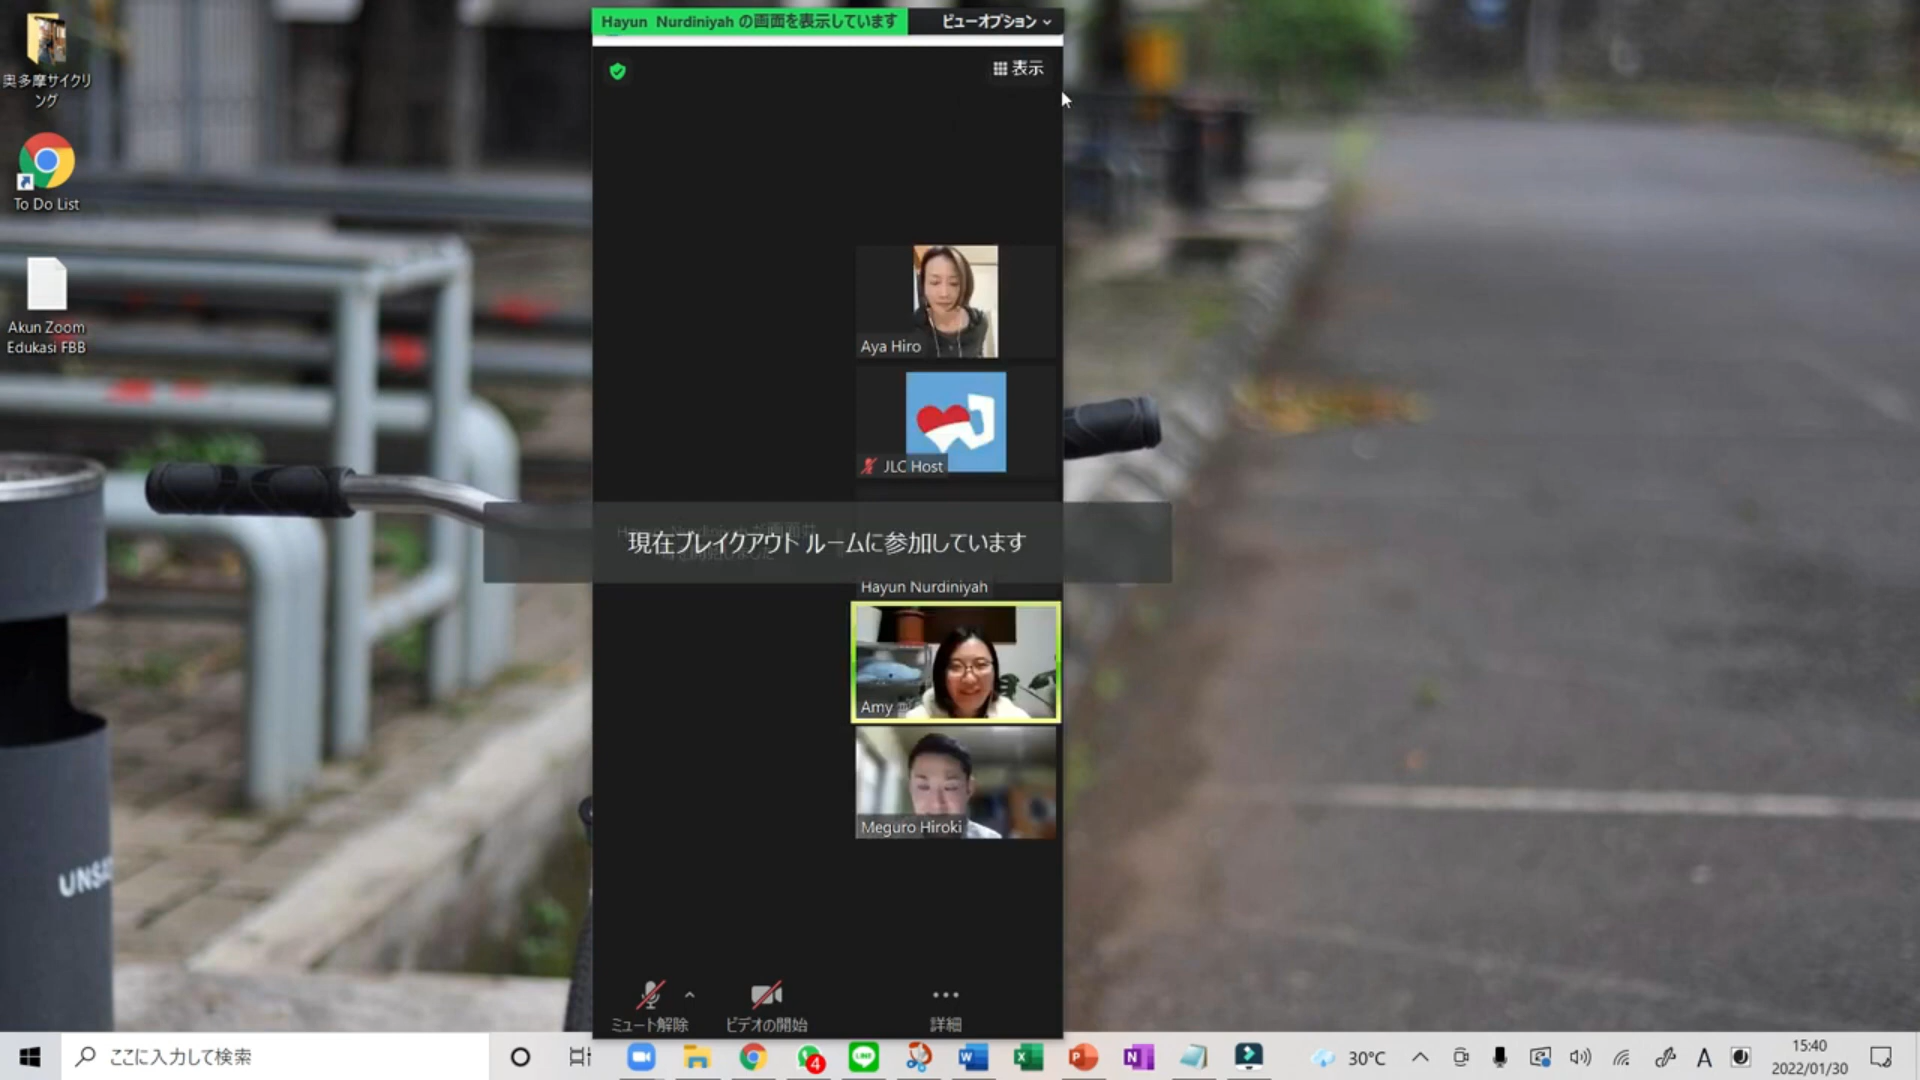 Hayun Nurdiniyah の画面を表示しています
ビューオプション
表示
奥多摩サイクリ
ング
To Do List
Akun Zoom
Edukasi FBB
Aya Hiro
JLC Host
現在ブレイクアウト ルームに参加しています
Hayun Nurdiniyah
Amy
Meguro Hiroki
UNSA
ミュート解除
ビデオの開始
詳細
ここに入力して検索
4
LINE
W
X
P
N
30°C
A
15:40
2022/01/30